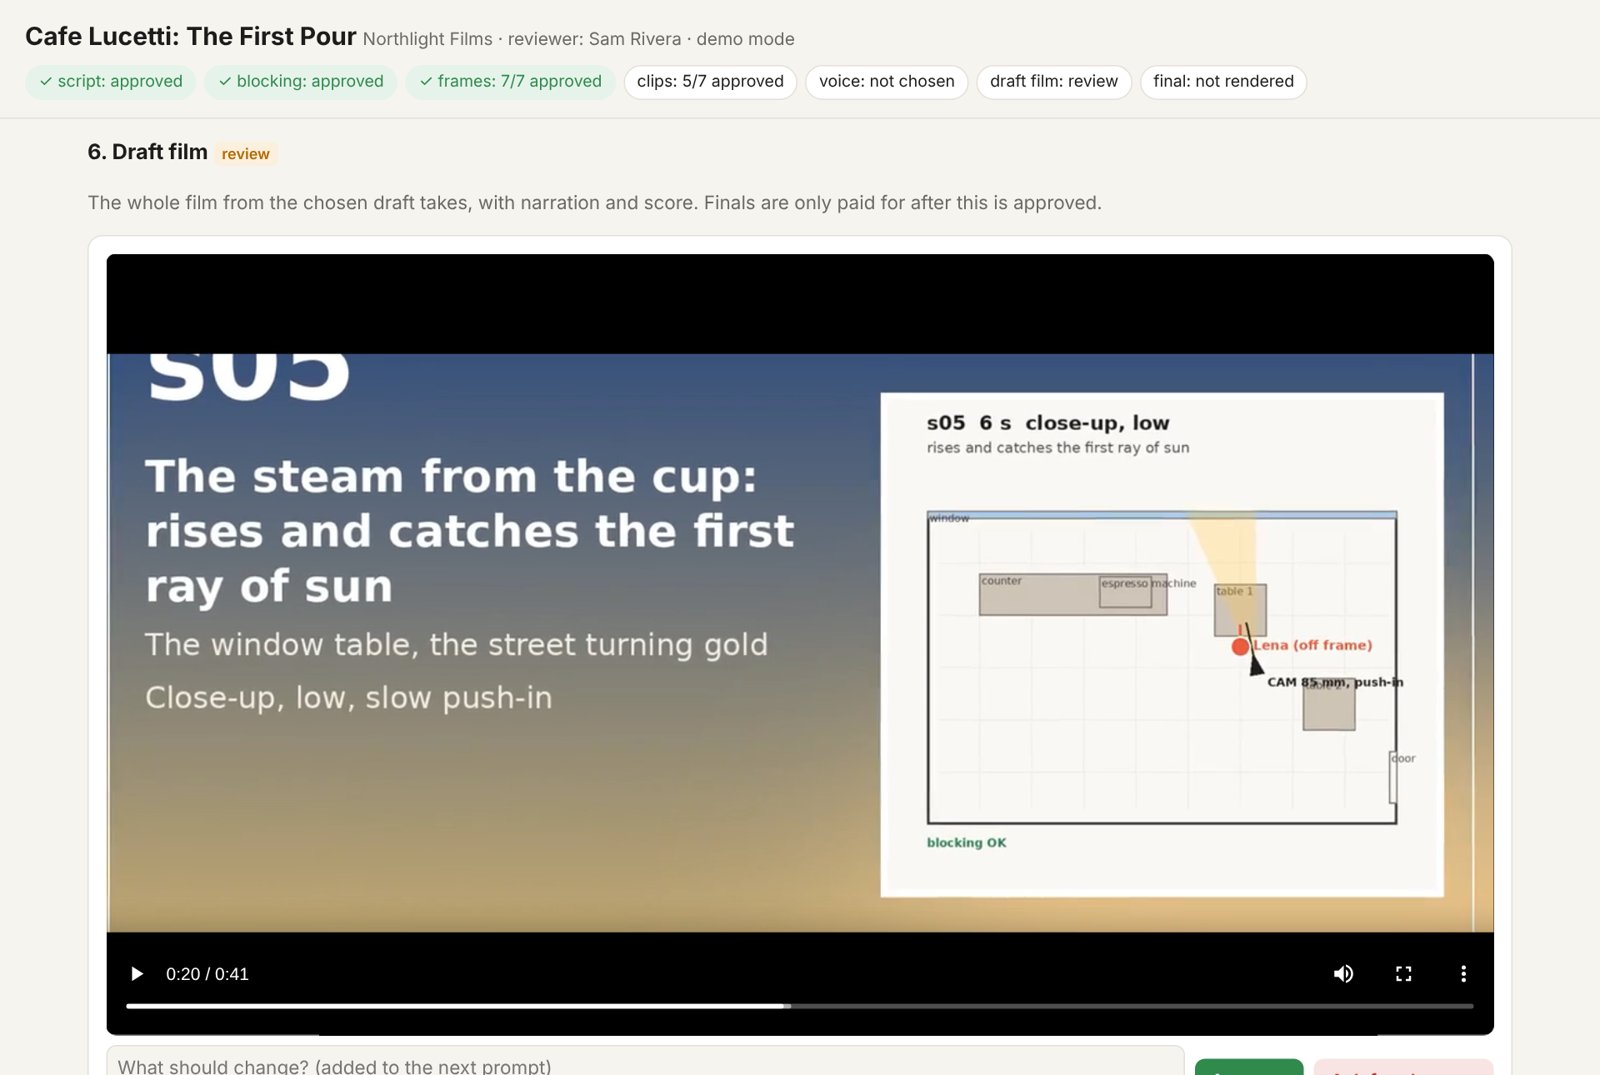 Cafe Lucetti: The First Pour Northlight Films · reviewer: Sam Rivera · demo mode
✓ script: approved ✓ blocking: approved ✓ frames: 7/7 approved clips: 5/7 approved voice: not chosen draft film: review final: not rendered
6. Draft film review
The whole film from the chosen draft takes, with narration and score. Finals are only paid for after this is approved.
s05
The steam from the cup:
rises and catches the first
ray of sun
The window table, the street turning gold
Close-up, low, slow push-in
s05 6 s close-up, low
rises and catches the first ray of sun
window
counter
espresso machine
table 1
Lena (off frame)
CAM 85 mm, push-in
door
blocking OK
0:20 / 0:41
What should change? (added to the next prompt)